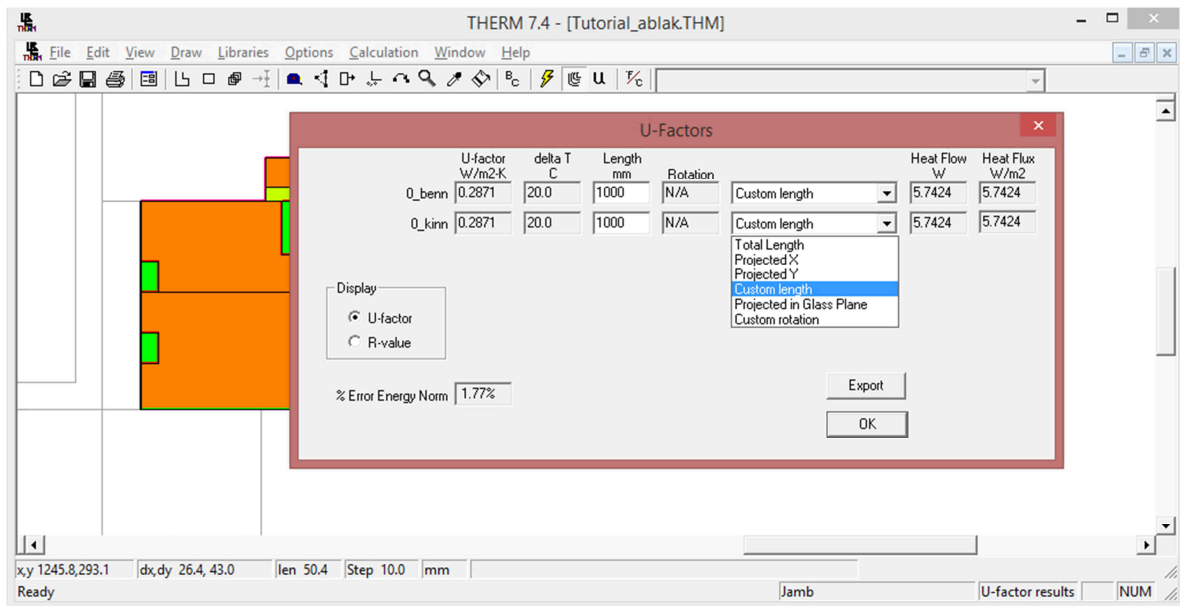 THERM 7.4 - [Tutorial_ablak.THM]
File Edit View Draw Libraries Options Calculation Window Help
U-Factors
U-factor delta T Length Heat Flow Heat Flux
W/m2-K C mm Rotation W W/m2
0_benn 0.2871 20.0 1000 N/A Custom length 5.7424 5.7424
0_kinn 0.2871 20.0 1000 N/A Custom length 5.7424 5.7424
Total Length
Projected X
Projected Y
Custom length
Projected in Glass Plane
Custom rotation
Display
U-factor
R-value
% Error Energy Norm 1.77%
Export
OK
x,y 1245.8,293.1 dx,dy 26.4, 43.0 len 50.4 Step 10.0 mm
Ready Jamb U-factor results NUM